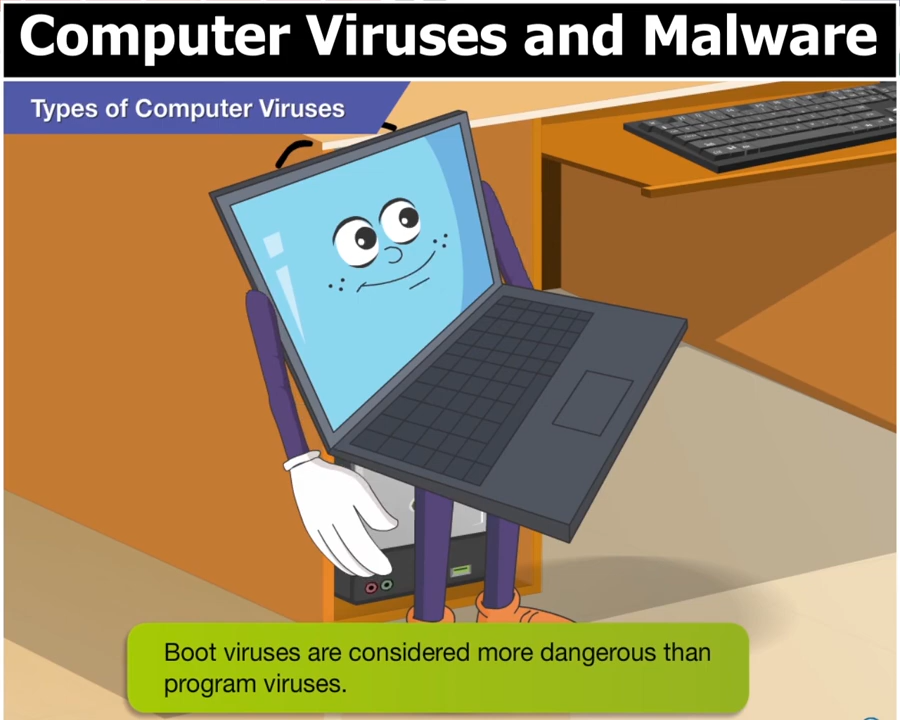 Computer Viruses and Malware
Types of Computer Viruses
Boot viruses are considered more dangerous than
program viruses.